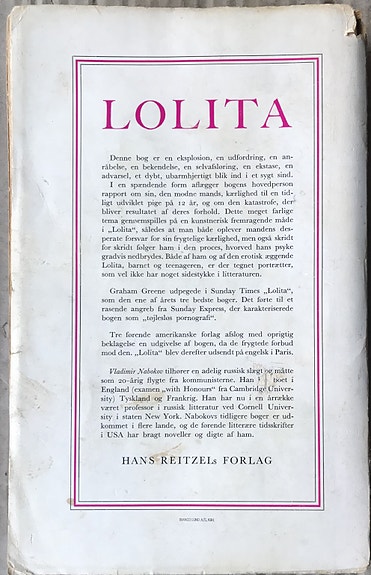 LOLITA
Denne bog er en eksplosion, en udfordring, en an-
råbelse, en bekendelse, en selvafsløring, en ekstase, en
advarsel, et dybt, ubarmhjertigt blik ind i et sygt sind.
I en spændende form aflægger bogens hovedperson
rapport om sin, den modne mands, kærlighed til en tid-
ligt udviklet pige på 12 år, og om den katastrofe, der
bliver resultatet af deres forhold. Dette meget farlige
tema gensenspilles på en kunstnerisk fremragende måde
i „Lolita“, således at man både oplever mandens des-
perate forsvar for sin frygtelige kærlighed, men også skridt
for skridt følger ham i den proces, hvorved hans psyke
gradvis nedbrydes. Både af ham og af den erotisk æggende
Lolita, barnet og teenageren, er der tegnet portrætter,
som vel ikke har noget sidestykke i litteraturen.
Graham Greene udpegede i Sunday Times „Lolita“,
som den ene af årets tre bedste bøger. Det førte til et
rasende angreb fra Sunday Express, der karakteriserede
bogen som „tøjlesløs pornografi“.
Tre førende amerikanske forlag afslog med oprigtig
beklagelse en udgivelse af bogen, da de frygtede forbud
mod den. „Lolita“ blev derefter udsendt på engelsk i Paris.
Vladimir Nabokov tilhører en adelig russisk slægt og måtte
som 20-årig flygte fra kommunisterne. Han boet i
England (examen „with Honours“ fra Cambridge Univer-
sity) Tyskland og Frankrig. Han har nu i en årrække
været professor i russisk litteratur ved Cornell Univer-
sity i staten New York. Nabokovs tidligere bøger er ud-
kommet i flere lande, og de førende litterære tidsskrifter
i USA har bragt noveller og digte af ham.
HANS REITZELs FORLAG